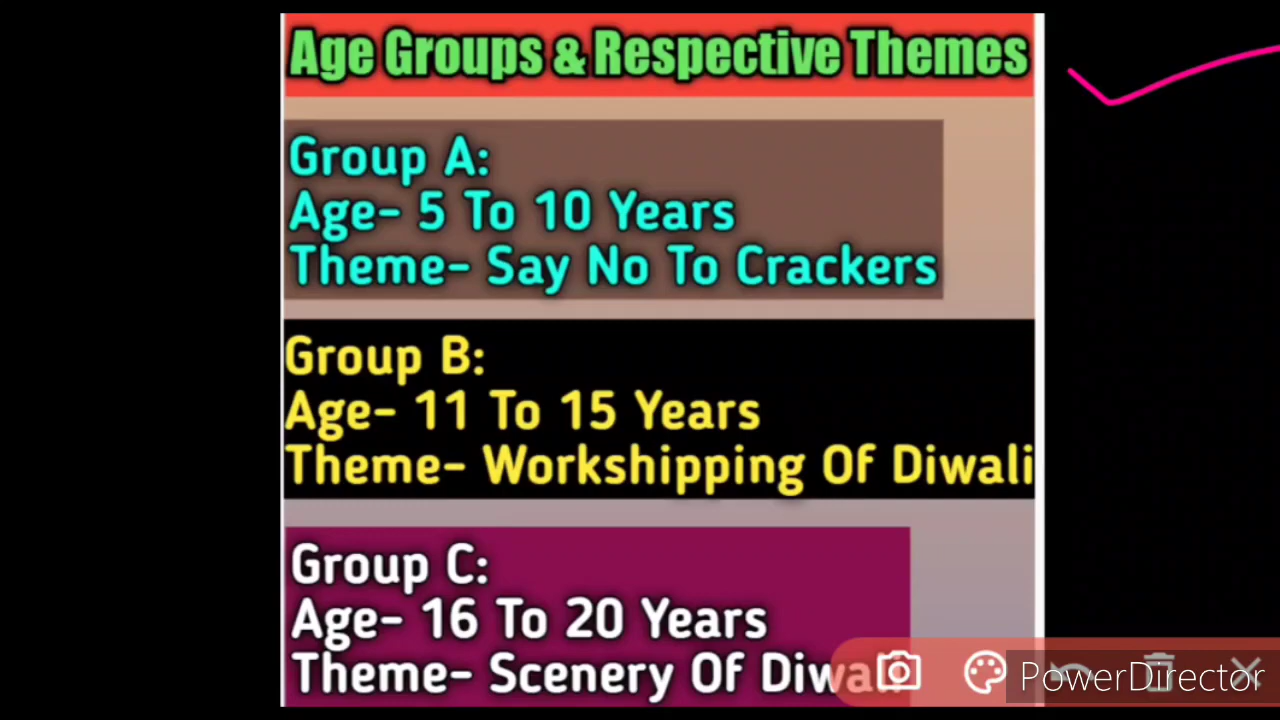 Age Groups & Respective Themes
Group A:
Age- 5 To 10 Years
Theme- Say No To Crackers
Group B:
Age- 11 To 15 Years
Theme- Workshipping Of Diwali
Group C:
Age- 16 To 20 Years
Theme- Scenery Of Diwali
PowerDirector